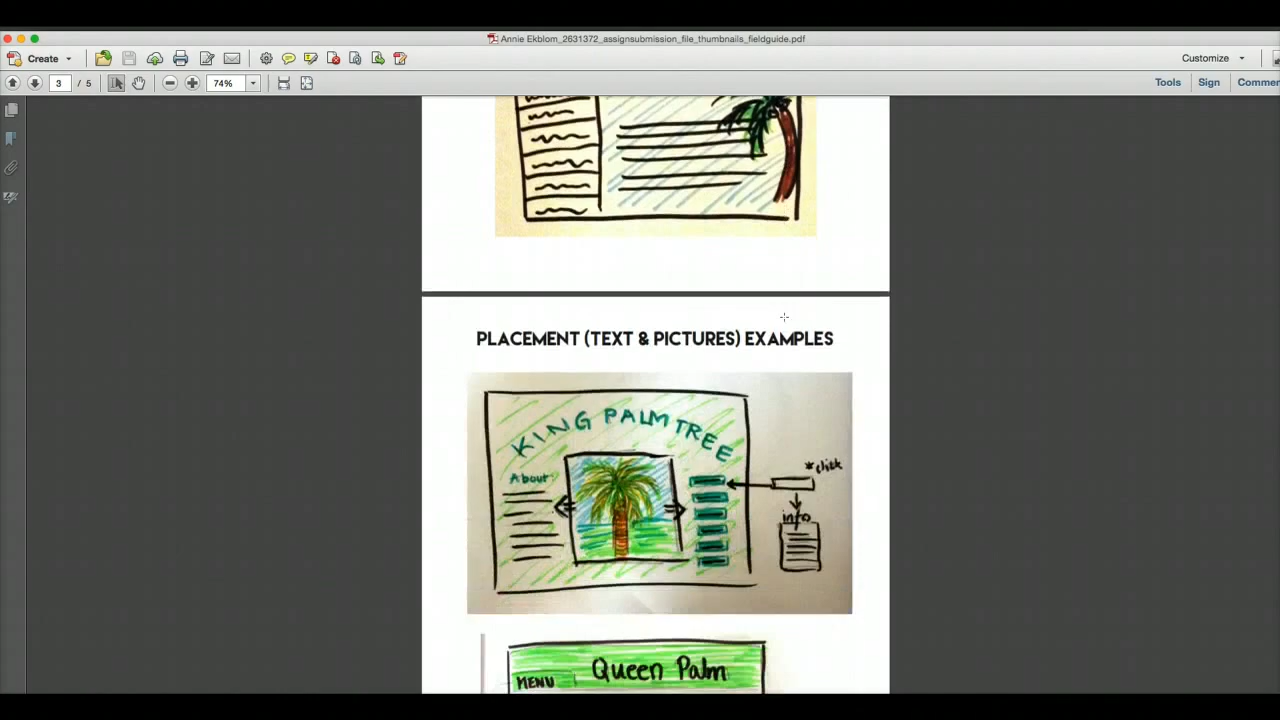 Annie Ekblom_2631372_assignsubmission_file_thumbnails_fieldguide.pdf
Create
Customize
3 / 5
74%
Tools
Sign
Commen
PLACEMENT (TEXT & PICTURES) EXAMPLES
KING PALM TREE
About
*click
info
Queen Palm
MENU